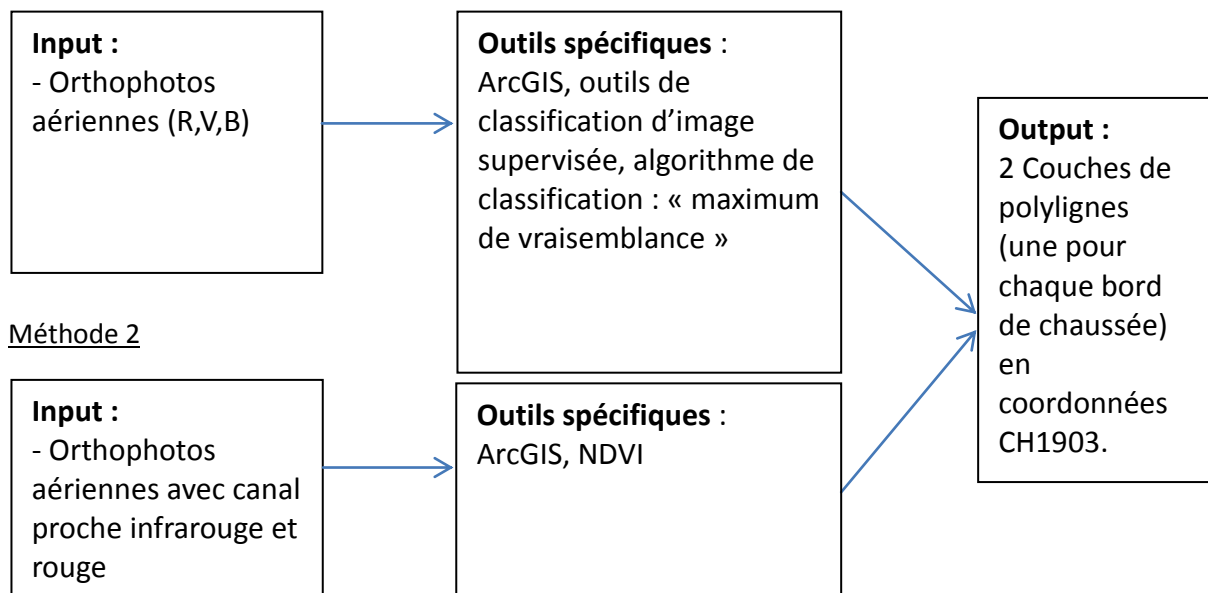 Input :
- Orthophotos
aériennes (R,V,B)
Outils spécifiques :
ArcGIS, outils de
classification d’image
supervisée, algorithme de
classification : « maximum
de vraisemblance »
Méthode 2
Input :
- Orthophotos
aériennes avec canal
proche infrarouge et
rouge
Outils spécifiques :
ArcGIS, NDVI
Output :
2 Couches de
polylignes
(une pour
chaque bord
de chaussée)
en
coordonnées
CH1903.